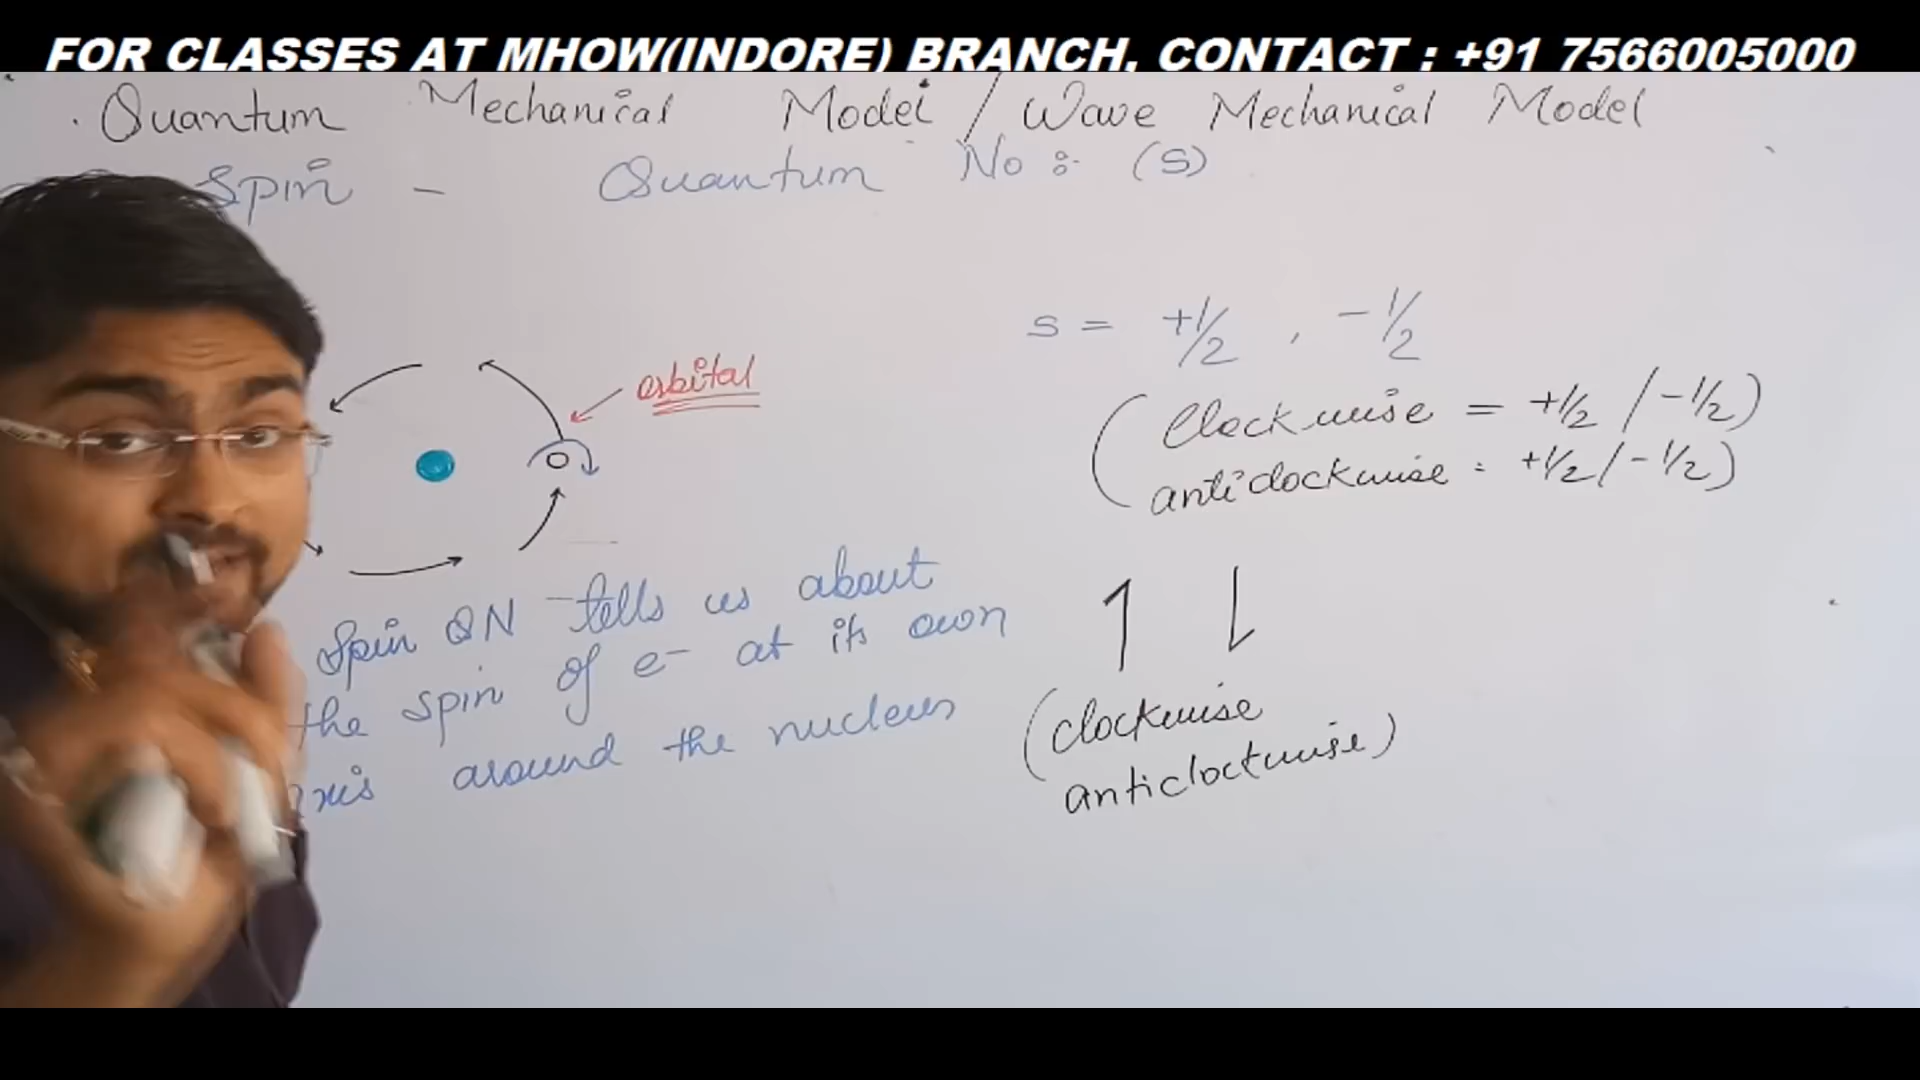 FOR CLASSES AT MHOW(INDORE) BRANCH, CONTACT : +91 7566005000
Quantum Mechanical Model / Wave Mechanical Model
Spin - Quantum No :- (s)
s = +1/2 , -1/2
orbital
(Clockwise = +1/2 / -1/2)
anticlockwise = +1/2 / -1/2)
Spin QN tells us about
the spin of e- at its own
around the nucleus
(clockwise
anticlockwise)